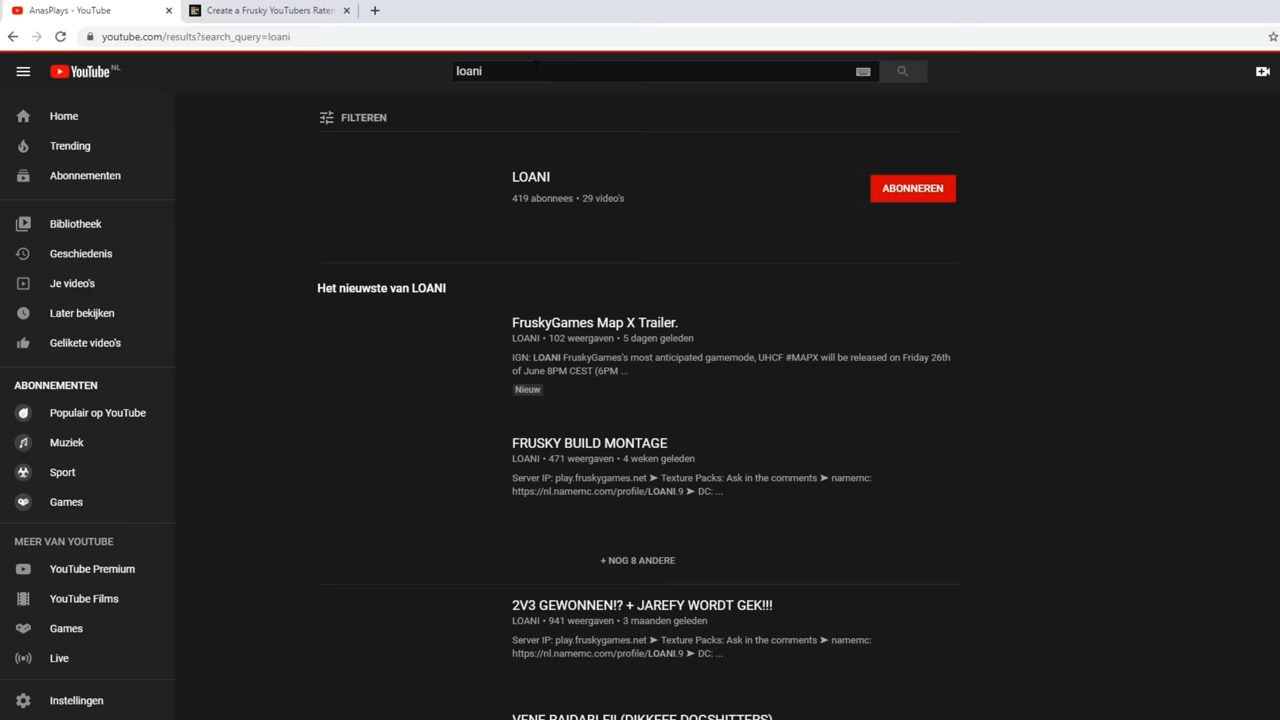 AnasPlays - YouTube
Create a Frusky YouTubers Raten
youtube.com/results?search_query=loani
YouTube NL
loani
Home
Trending
Abonnementen
Bibliotheek
Geschiedenis
Je video's
Later bekijken
Gelikete video's
ABONNEMENTEN
Populair op YouTube
Muziek
Sport
Games
MEER VAN YOUTUBE
YouTube Premium
YouTube Films
Games
Live
Instellingen
FILTEREN
LOANI
419 abonnees • 29 video's
ABONNEREN
Het nieuwste van LOANI
FruskyGames Map X Trailer.
LOANI • 102 weergaven • 5 dagen geleden
IGN: LOANI FruskyGames's most anticipated gamemode, UHCF #MAPX will be released on Friday 26th
of June 8PM CEST (6PM ...
Nieuw
FRUSKY BUILD MONTAGE
LOANI • 471 weergaven • 4 weken geleden
Server IP: play.fruskygames.net ➤ Texture Packs: Ask in the comments ➤ namemc:
https://nl.namemc.com/profile/LOANI.9 ➤ DC: ...
+ NOG 8 ANDERE
2V3 GEWONNEN!? + JAREFY WORDT GEK!!!
LOANI • 941 weergaven • 3 maanden geleden
Server IP: play.fruskygames.net ➤ Texture Packs: Ask in the comments ➤ namemc:
https://nl.namemc.com/profile/LOANI.9 ➤ DC: ...